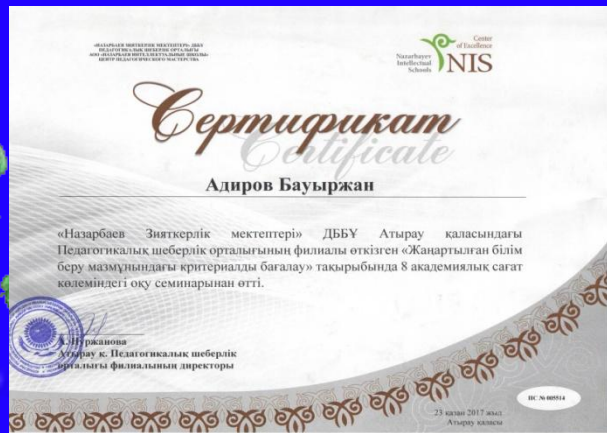 «НАЗАРБАЕВ ЗИЯТКЕРЛІК МЕКТЕПТЕРІ» ДББҰ
ПЕДАГОГИКАЛЫҚ ШЕБЕРЛІК ОРТАЛЫҒЫ
АОО «НАЗАРБАЕВ ИНТЕЛЛЕКТУАЛЬНЫЕ ШКОЛЫ»
ЦЕНТР ПЕДАГОГИЧЕСКОГО МАСТЕРСТВА
Center
of Excellence
Nazarbayev
Intellectual
Schools
NIS
Сертификат
Certificate
Адиров Бауыржан
«Назарбаев Зияткерлік мектептері» ДББҰ Атырау қаласындағы
Педагогикалық шеберлік орталығының филиалы өткізген «Жаңартылған білім
беру мазмұнындағы критериалды бағалау» тақырыбында 8 академиялық сағат
көлеміндегі оқу семинарынан өтті.
А. Нуржанова
Атырау қ. Педагогикалық шеберлік
орталығы филиалының директоры
НС № 005514
23 қазан 2017 жыл
Атырау қаласы